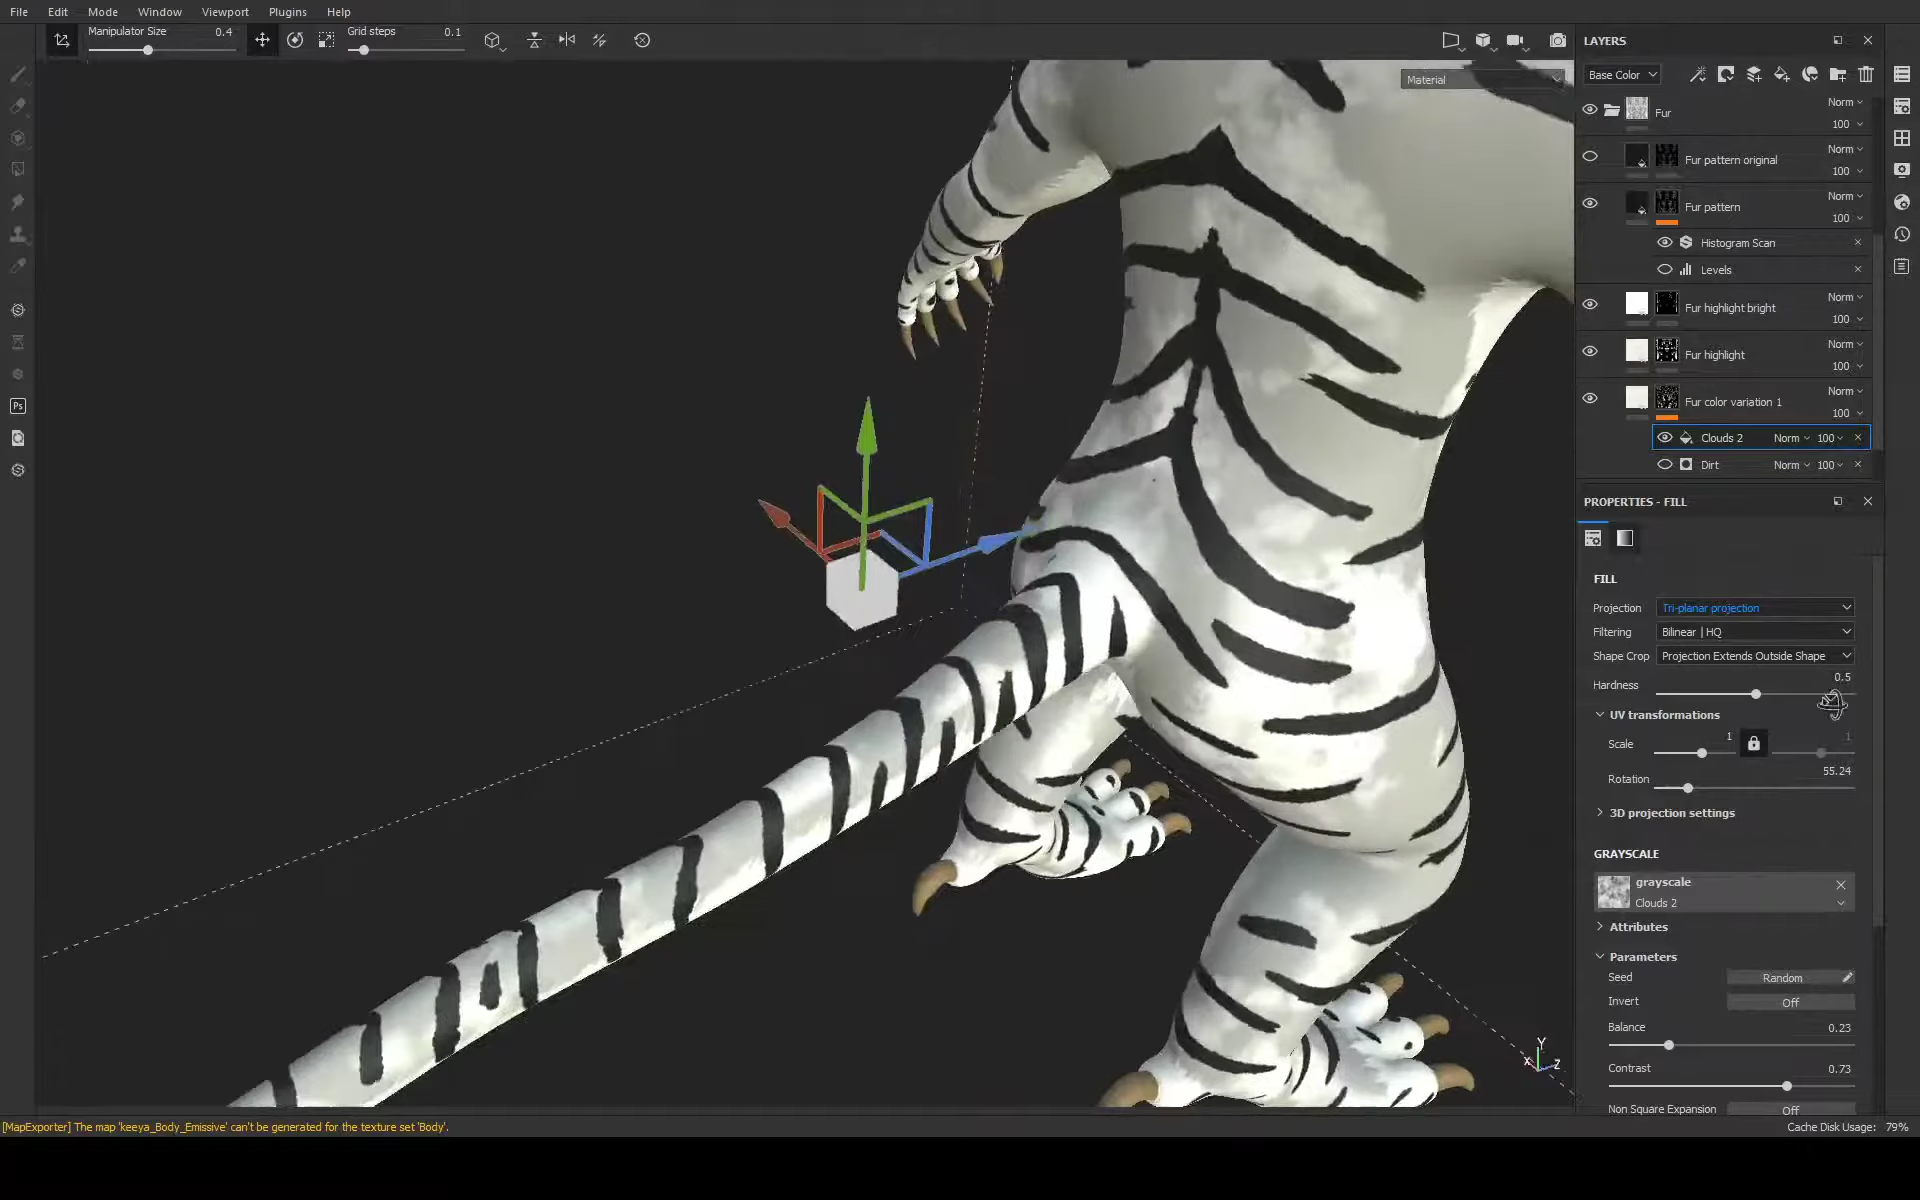 File Edit Mode Window Viewport Plugins Help
Manipulator Size 0.4
Grid steps 0.1
Material
LAYERS
Base Color
Fur Norm 100
Fur pattern original Norm 100
Fur pattern Norm 100
Histogram Scan
Levels
Fur highlight bright Norm 100
Fur highlight Norm 100
Fur color variation 1 Norm 100
Clouds 2 Norm 100
Dirt Norm 100
PROPERTIES - FILL
FILL
Projection Tri-planar projection
Filtering Bilinear | HQ
Shape Crop Projection Extends Outside Shape
Hardness 0.5
UV transformations
Scale 1 1
Rotation 55.24
3D projection settings
GRAYSCALE
grayscale
Clouds 2
Attributes
Parameters
Seed Random
Invert Off
Balance 0.23
Contrast 0.73
Non Square Expansion Off
Y
X Z
Ps
[MapExporter] The map 'keeya_Body_Emissive' can't be generated for the texture set 'Body'.
Cache Disk Usage: 79%